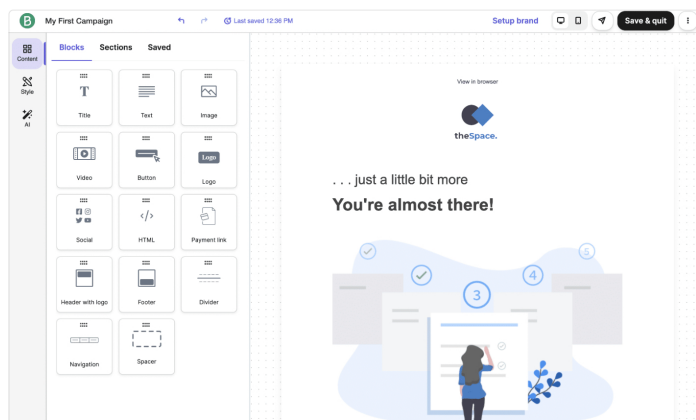 B
My First Campaign
Last saved 12:36 PM
Setup brand
Save & quit
Content
Style
AI
Blocks
Sections
Saved
T
Title
Text
Image
Video
Button
Logo
Logo
Social
</>
HTML
Payment link
Header with logo
Footer
Divider
Navigation
Spacer
View in browser
theSpace.
. . . just a little bit more
You're almost there!
3
4
5